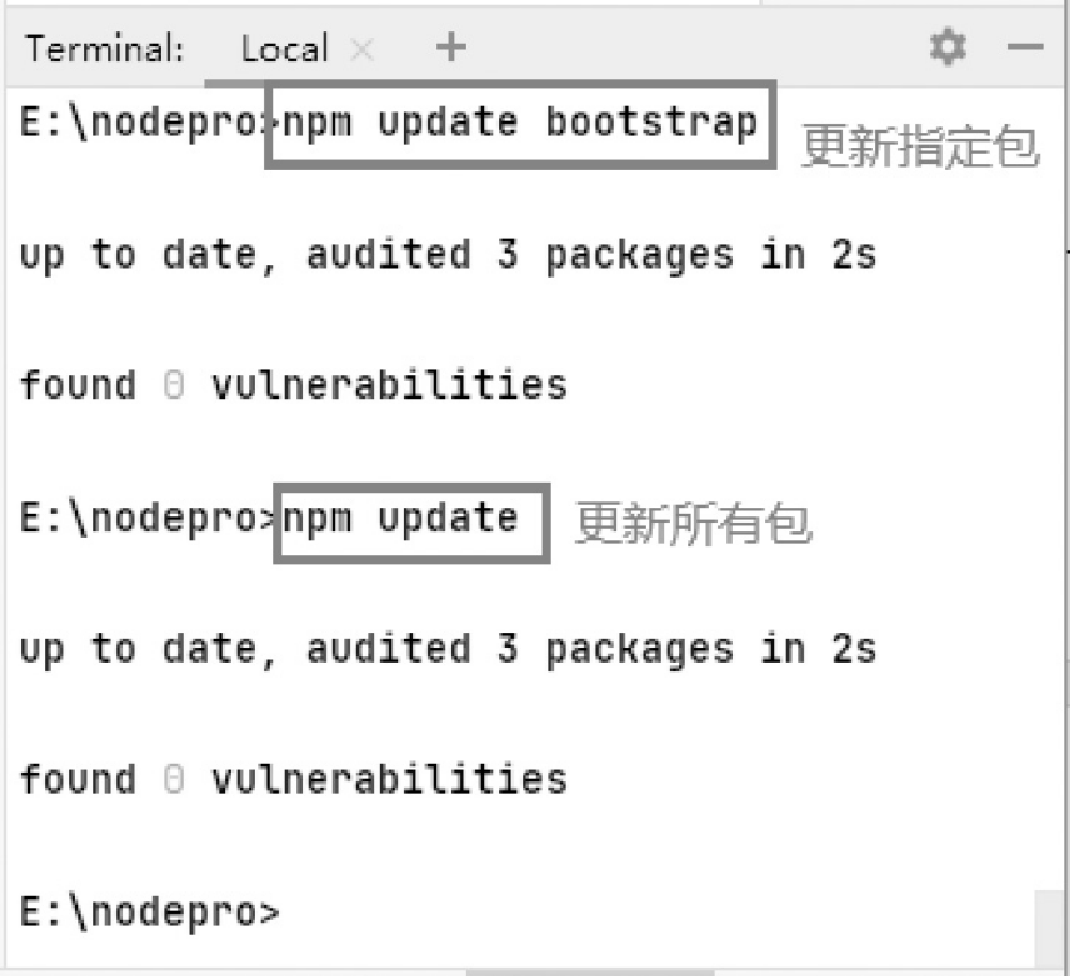 Terminal: Local × +
E:\nodepro>npm update bootstrap 更新指定包
up to date, audited 3 packages in 2s
found 0 vulnerabilities
E:\nodepro>npm update 更新所有包
up to date, audited 3 packages in 2s
found 0 vulnerabilities
E:\nodepro>